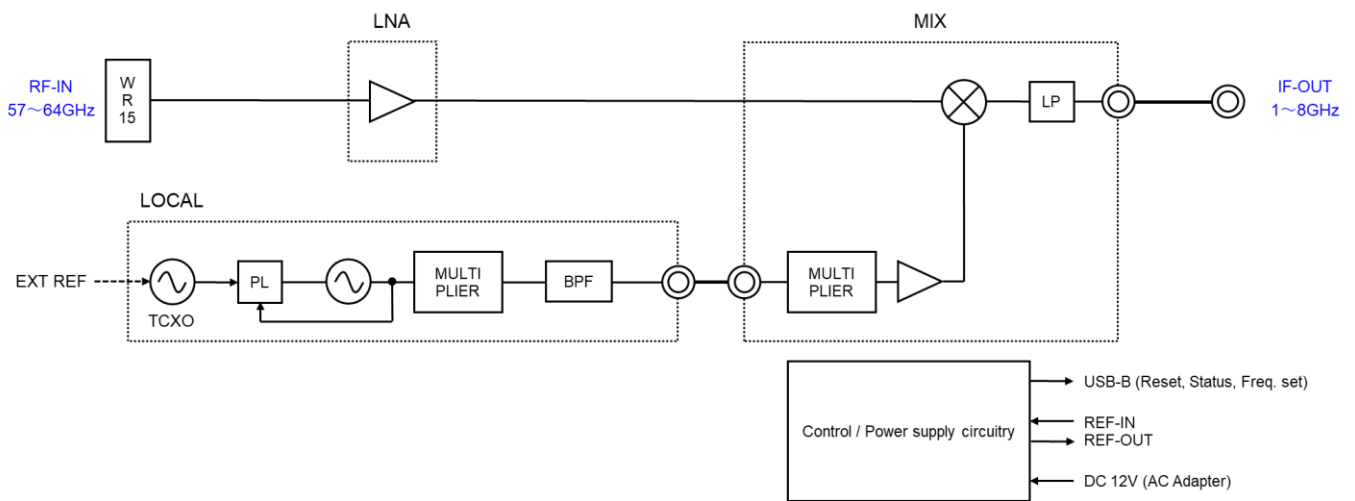 LNA
MIX
RF-IN
57～64GHz
W
R
15
LP
IF-OUT
1～8GHz
LOCAL
EXT REF
TCXO
PL
MULTI
PLIER
BPF
MULTI
PLIER
Control / Power supply circuitry
USB-B (Reset, Status, Freq. set)
REF-IN
REF-OUT
DC 12V (AC Adapter)